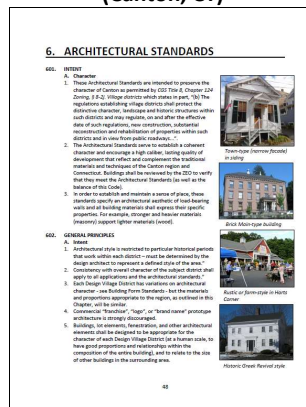 (Canton, CT)
6. ARCHITECTURAL STANDARDS
601. INTENT
A. Character
1. These Architectural Standards are intended to preserve the
character of Canton as permitted by CGS Title 8, Chapter 124
Zoning, § 8-2j. Village districts which states in part, "(b) The
regulations establishing village districts shall protect the
distinctive character, landscape and historic structures within
such districts and may regulate, on and after the effective
date of such regulations, new construction, substantial
reconstruction and rehabilitation of properties within such
districts and in view from public roadways...".
2. The Architectural Standards serve to establish a coherent
character and encourage a high caliber, lasting quality of
development that reflect and complement the traditional
materials and techniques of the Canton region and
Connecticut. Buildings shall be reviewed by the ZEO to verify
that they meet the Architectural Standards (as well as the
balance of this Code).
3. In order to establish and maintain a sense of place, these
standards specify an architectural aesthetic of load-bearing
walls and all building materials shall express their specific
properties. For example, stronger and heavier materials
(masonry) support lighter materials (wood).
602. GENERAL PRINCIPLES
A. Intent
1. Architectural style is restricted to particular historical periods
that work within each district – must be determined by the
design architect to represent a defined style of the area."
2. Consistency with overall character of the subject district shall
apply to all applications and the architectural standards."
3. Each Design Village District has variations on architectural
character - see Building Form Standards - but the materials
and proportions appropriate to the region, as outlined in this
Chapter, will be similar.
4. Commercial "franchise", "logo", or "brand name" prototype
architecture is strongly discouraged.
5. Buildings, lot elements, fenestration, and other architectural
elements shall be designed to be appropriate for the
character of each Design Village District (at a human scale, to
have good proportions and relationships within the
composition of the entire building), and to relate to the size
of other buildings in the surrounding area.
Town-type (narrow facade)
in siding
Brick Main-type building
Rustic or farm-style in Harts
Corner
Historic Greek Revival style
48